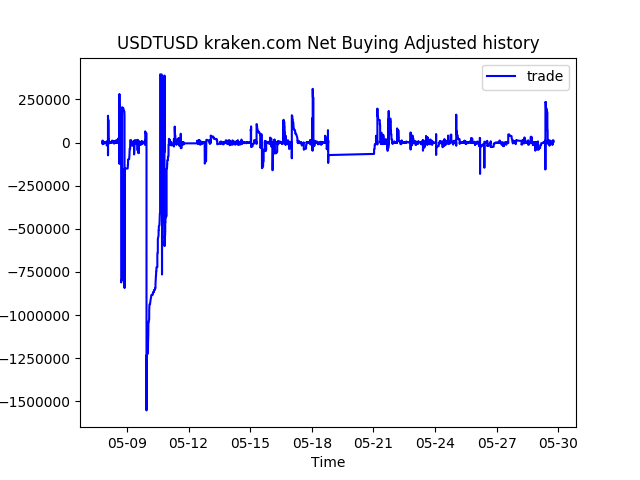 USDTUSD kraken.com Net Buying Adjusted history
trade
250000
0
−250000
−500000
−750000
−1000000
−1250000
−1500000
05-09 05-12 05-15 05-18 05-21 05-24 05-27 05-30
Time